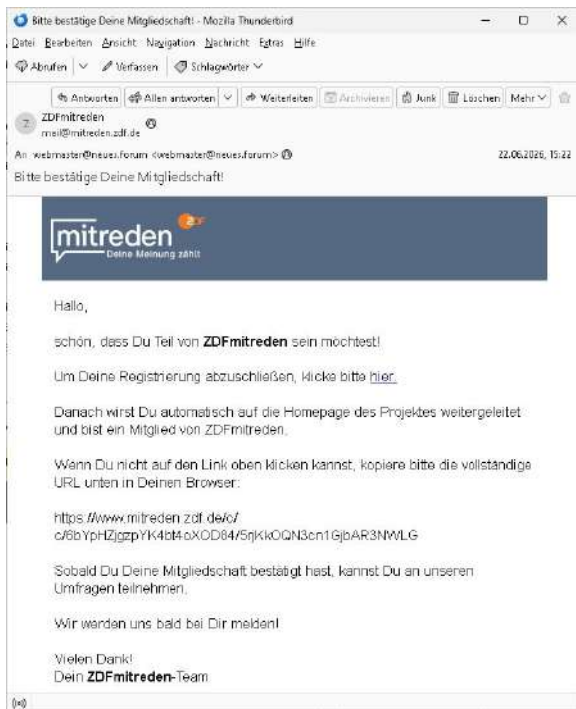 Bitte bestätige Deine Mitgliedschaft! - Mozilla Thunderbird
Datei Bearbeiten Ansicht Navigation Nachricht Extras Hilfe
Abrufen Verfassen Schlagwörter
Antworten Allen antworten Weiterleiten Archivieren Junk Löschen Mehr
Z ZDFmitreden
mail@mitreden.zdf.de
An webmaster@neues.forum <webmaster@neues.forum> 22.06.2026, 15:22
Bitte bestätige Deine Mitgliedschaft!
mitreden ZDF
Deine Meinung zählt
Hallo,
schön, dass Du Teil von ZDFmitreden sein möchtest!
Um Deine Registrierung abzuschließen, klicke bitte hier.
Danach wirst Du automatisch auf die Homepage des Projektes weitergeleitet
und bist ein Mitglied von ZDFmitreden.
Wenn Du nicht auf den Link oben klicken kannst, kopiere bitte die vollständige
URL unten in Deinen Browser:
https://www.mitreden.zdf.de/c/
Sobald Du Deine Mitgliedschaft bestätigt hast, kannst Du an unseren
Umfragen teilnehmen.
Wir werden uns bald bei Dir melden!
Vielen Dank!
Dein ZDFmitreden-Team